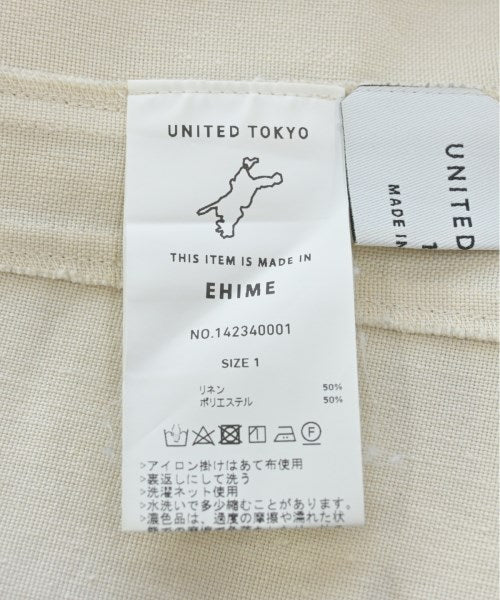 UNITED TOKYO
THIS ITEM IS MADE IN
EHIME
NO.142340001
SIZE 1
リネン 50%
ポリエステル 50%
>アイロン掛けはあて布使用
>裏返しにして洗う
>洗濯ネット使用
>水洗いで多少縮むことがあります。
>濃色品は、過度の摩擦や濡れた状
UNITED
MADE IN